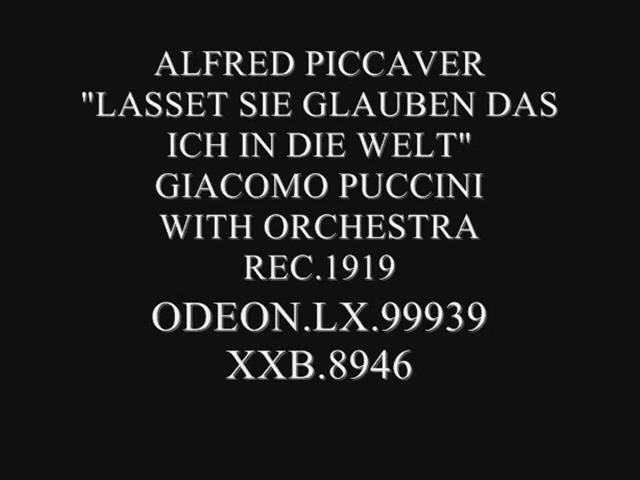 ALFRED PICCAVER
"LASSET SIE GLAUBEN DAS
ICH IN DIE WELT"
GIACOMO PUCCINI
WITH ORCHESTRA
REC.1919
ODEON.LX.99939
XXB.8946